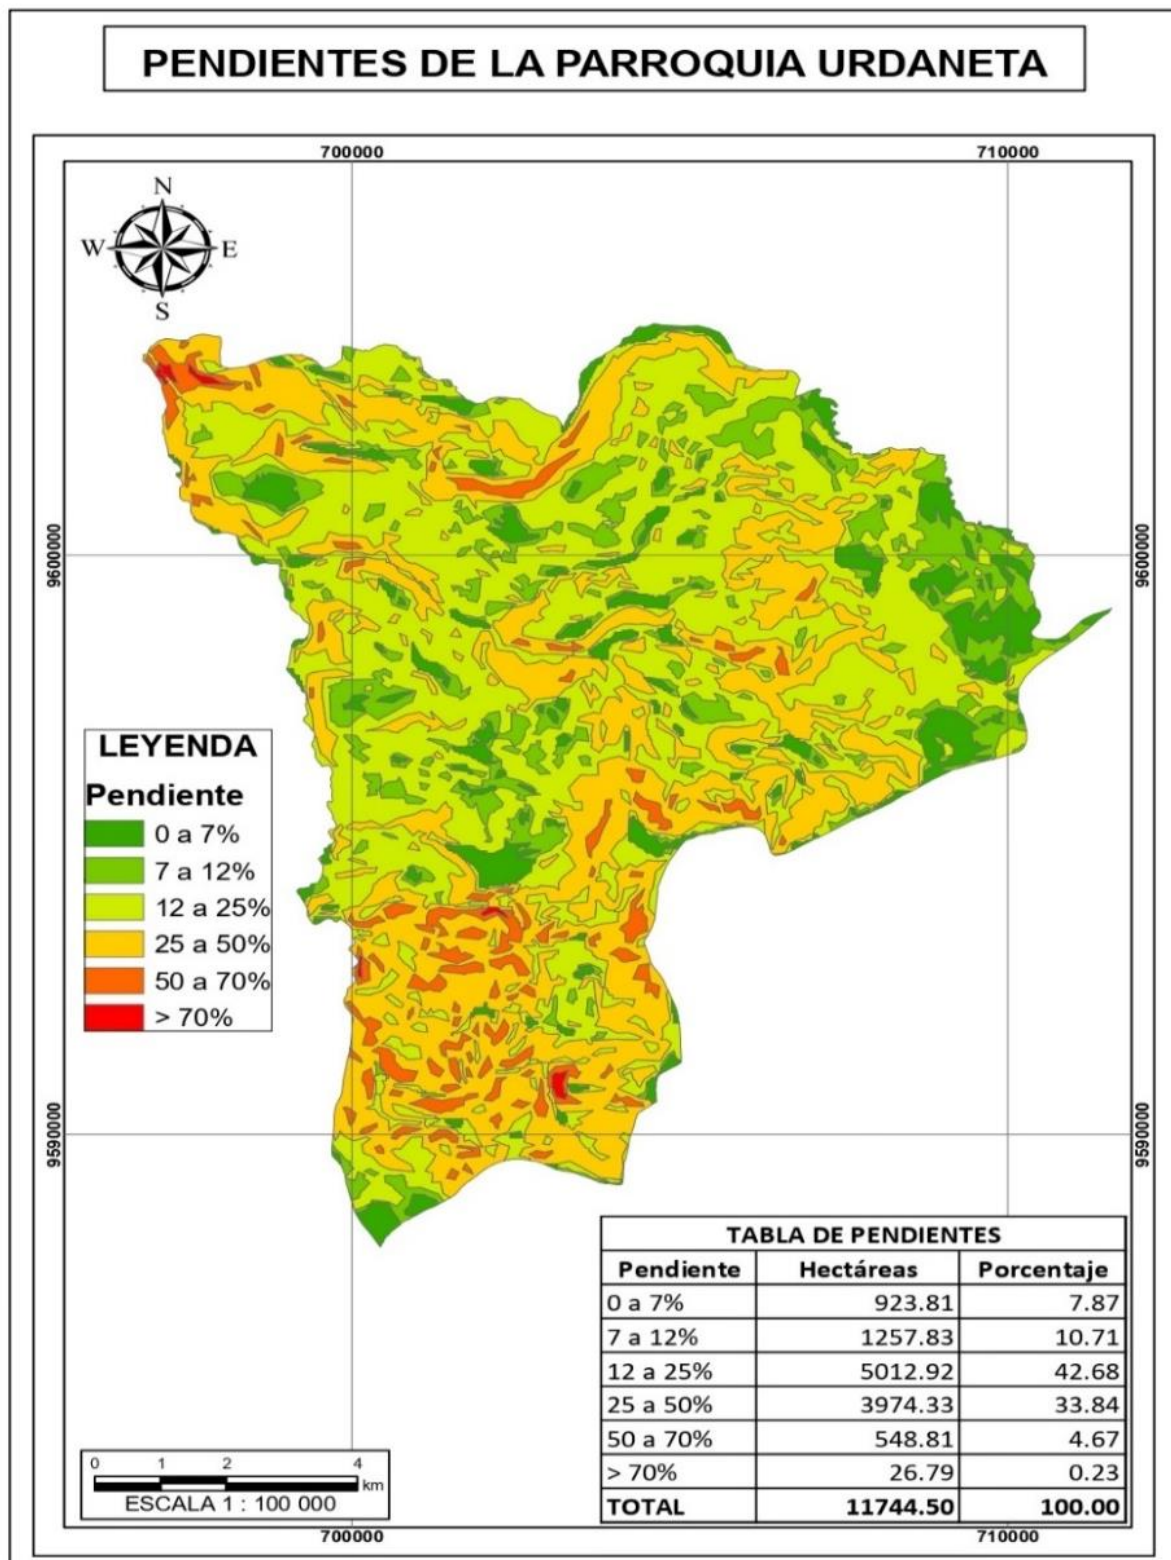 PENDIENTES DE LA PARROQUIA URDANETA
700000 710000
N
W E
S
9600000 9600000
LEYENDA
Pendiente
0 a 7%
7 a 12%
12 a 25%
25 a 50%
50 a 70%
> 70%
9590000 9590000
TABLA DE PENDIENTES
Pendiente Hectáreas Porcentaje
0 a 7% 923.81 7.87
7 a 12% 1257.83 10.71
12 a 25% 5012.92 42.68
25 a 50% 3974.33 33.84
50 a 70% 548.81 4.67
> 70% 26.79 0.23
TOTAL 11744.50 100.00
0 1 2 4
km
ESCALA 1 : 100 000
700000 710000